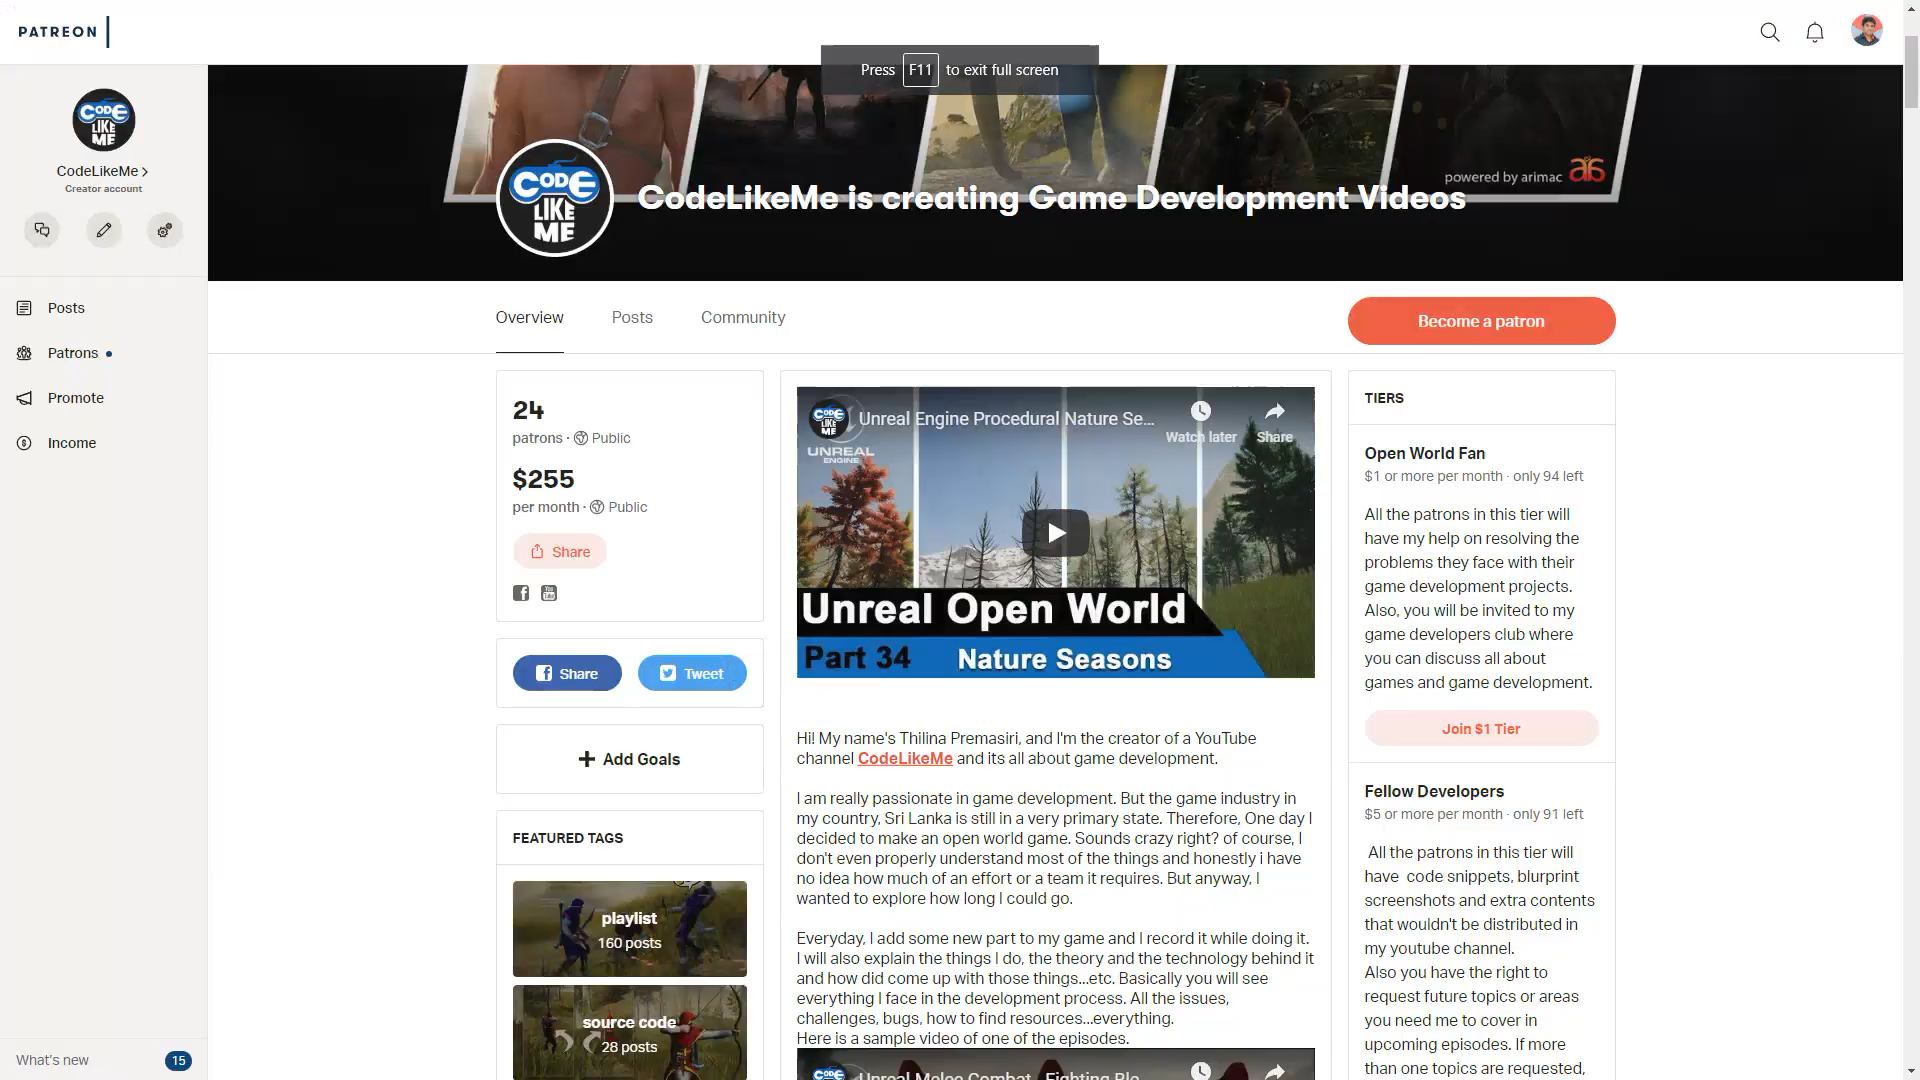 PATREON
Press F11 to exit full screen
CODE
LIKE
ME
CodeLikeMe
Creator account
Posts
Patrons
Promote
Income
What's new
15
CODE
LIKE
ME
CodeLikeMe is creating Game Development Videos
powered by arimac
Overview
Posts
Community
Become a patron
24
patrons · Public
$255
per month · Public
Share
Share
Tweet
Add Goals
FEATURED TAGS
playlist
160 posts
source code
28 posts
CODE
LIKE
ME
Unreal Engine Procedural Nature Se...
Watch later
Share
UNREAL
ENGINE
Unreal Open World
Part 34
Nature Seasons
Hi! My name's Thilina Premasiri, and I'm the creator of a YouTube
channel CodeLikeMe and its all about game development.
I am really passionate in game development. But the game industry in
my country, Sri Lanka is still in a very primary state. Therefore, One day I
decided to make an open world game. Sounds crazy right? of course, I
don't even properly understand most of the things and honestly i have
no idea how much of an effort or a team it requires. But anyway, I
wanted to explore how long I could go.
Everyday, I add some new part to my game and I record it while doing it.
I will also explain the things I do, the theory and the technology behind it
and how did come up with those things...etc. Basically you will see
everything I face in the development process. All the issues,
challenges, bugs, how to find resources...everything.
Here is a sample video of one of the episodes.
CODE
Unreal Melee Combat - Fighting Blo...
TIERS
Open World Fan
$1 or more per month · only 94 left
All the patrons in this tier will
have my help on resolving the
problems they face with their
game development projects.
Also, you will be invited to my
game developers club where
you can discuss all about
games and game development.
Join $1 Tier
Fellow Developers
$5 or more per month · only 91 left
All the patrons in this tier will
have code snippets, blurprint
screenshots and extra contents
that wouldn't be distributed in
my youtube channel.
Also you have the right to
request future topics or areas
you need me to cover in
upcoming episodes. If more
than one topics are requested,